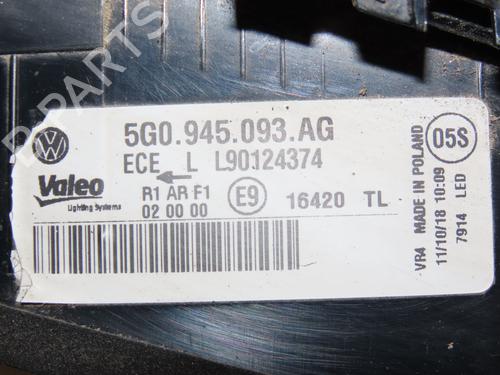 5G0.945.093.AG
ECE L L90124374
Valeo
Lighting Systems
R1 AR F1
02 00 00
E9
16420 TL
05S
VR4 MADE IN POLAND
11/10/18 10:09
7914 LED
B-PARTS